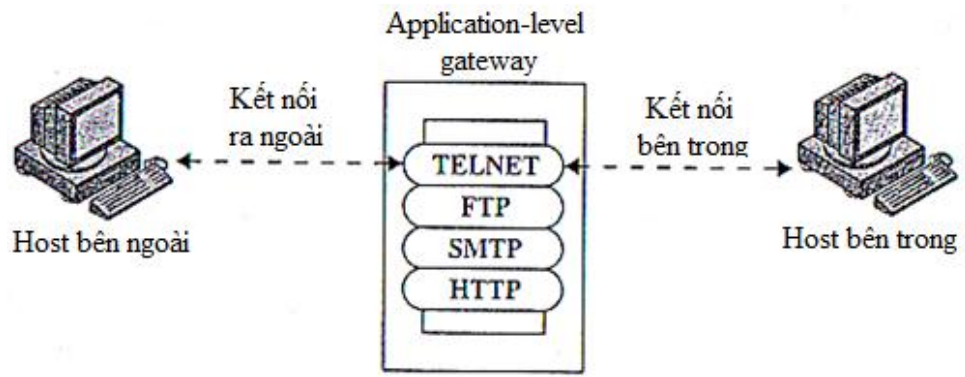 Application-level
gateway
Kết nối
ra ngoài
Kết nối
bên trong
TELNET
FTP
SMTP
HTTP
Host bên ngoài
Host bên trong